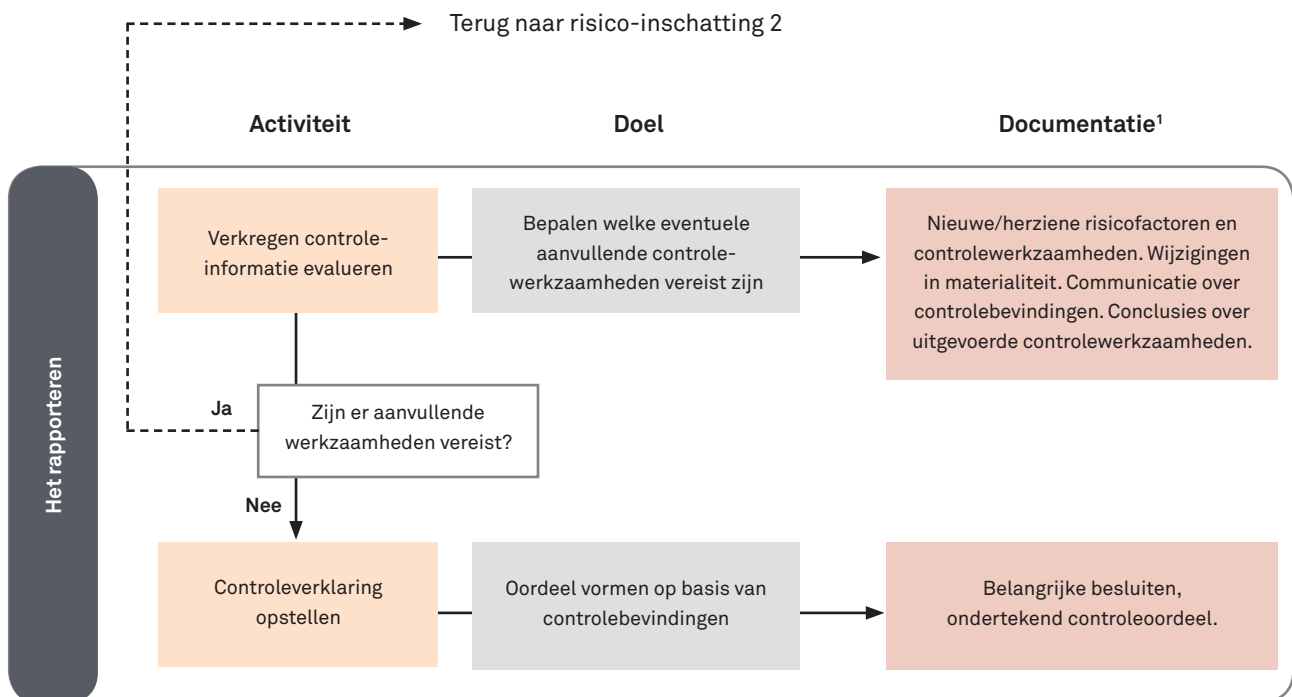 Terug naar risico-inschatting 2
Activiteit
Doel
Documentatie¹
Het rapporteren
Verkregen controle-
informatie evalueren
Bepalen welke eventuele
aanvullende controle-
werkzaamheden vereist zijn
Nieuwe/herziene risicofactoren en
controlewerkzaamheden. Wijzigingen
in materialiteit. Communicatie over
controlebevindingen. Conclusies over
uitgevoerde controlewerkzaamheden.
Ja
Zijn er aanvullende
werkzaamheden vereist?
Nee
Controleverklaring
opstellen
Oordeel vormen op basis van
controlebevindingen
Belangrijke besluiten,
ondertekend controleoordeel.